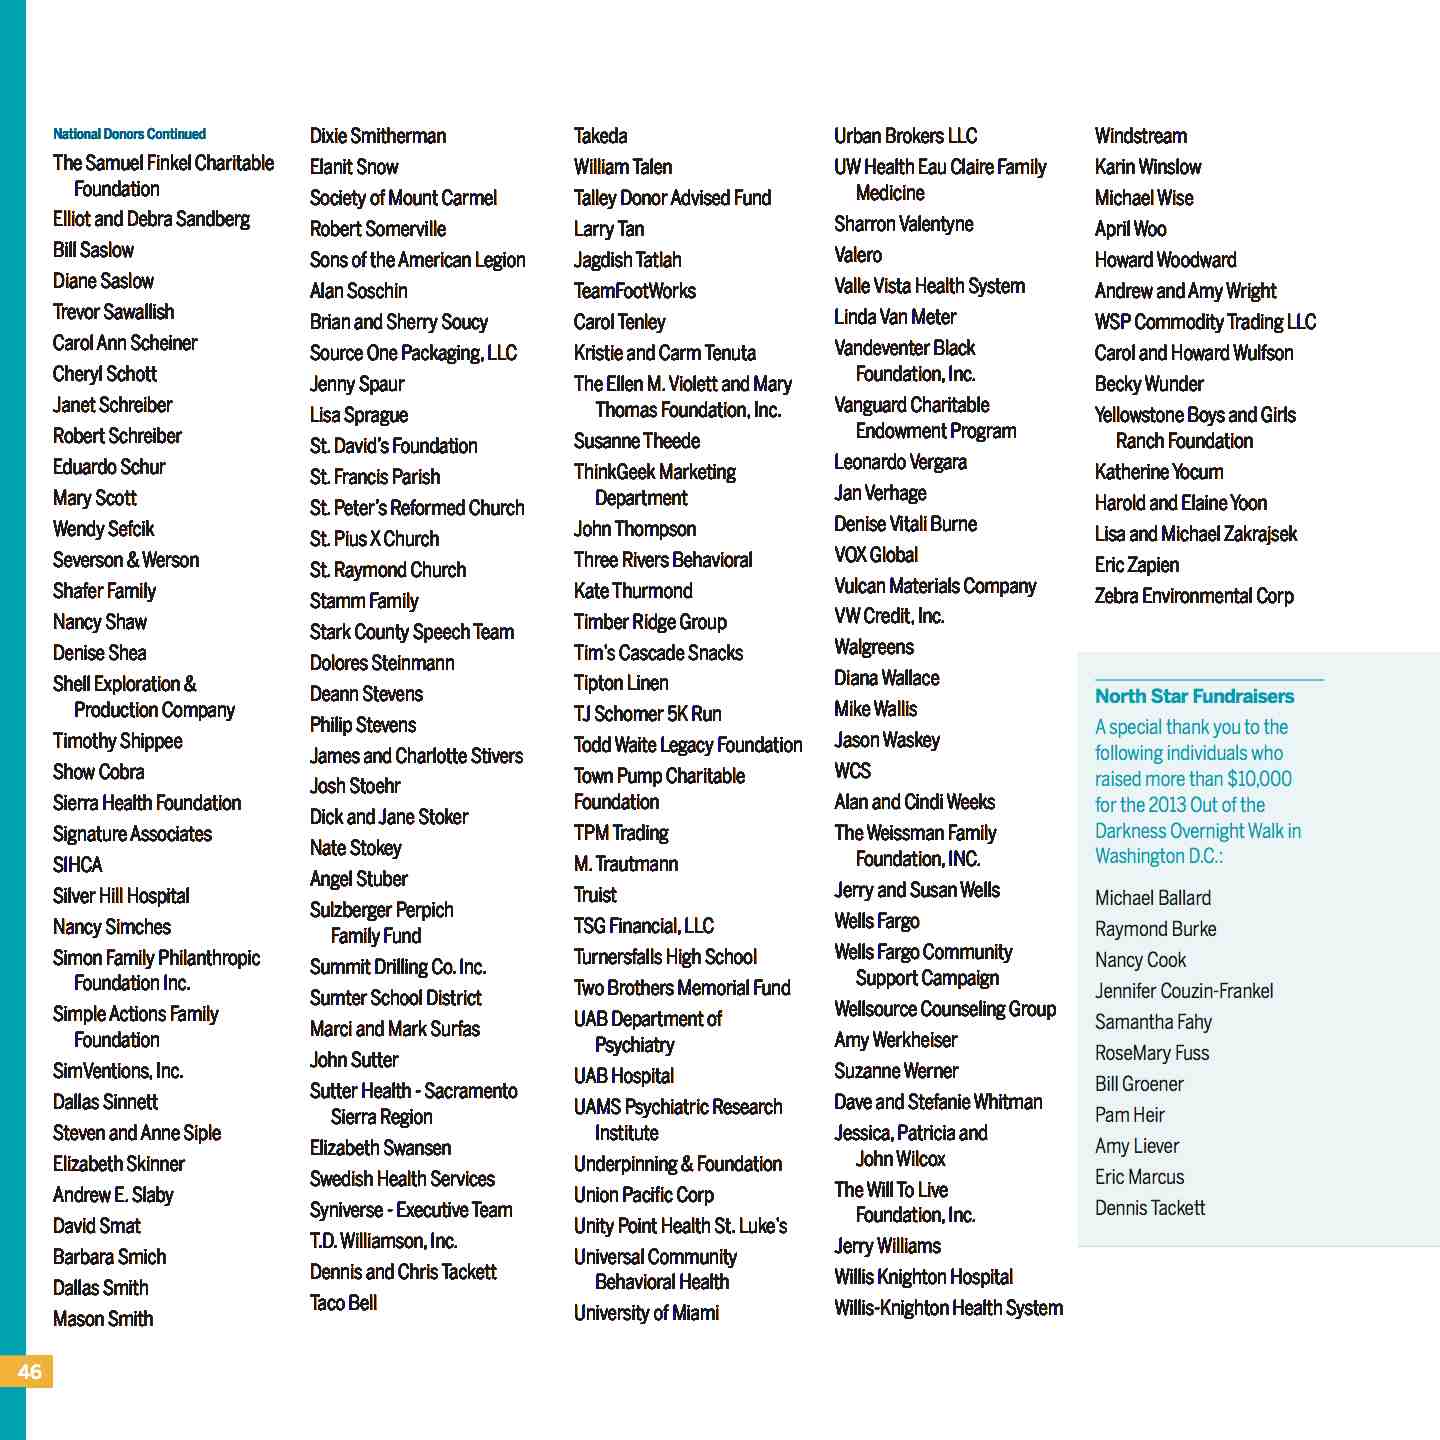 National Donors Continued
The Samuel Finkel Charitable
Foundation
Elliot and Debra Sandberg
Bill Saslow
Diane Saslow
Trevor Sawallish
Carol Ann Scheiner
Cheryl Schott
Janet Schreiber
Robert Schreiber
Eduardo Schur
Mary Scott
Wendy Sefcik
Severson & Werson
Shafer Family
Nancy Shaw
Denise Shea
Shell Exploration &
Production Company
Timothy Shippee
Show Cobra
Sierra Health Foundation
Signature Associates
SIHCA
Silver Hill Hospital
Nancy Simches
Simon Family Philanthropic
Foundation Inc.
Simple Actions Family
Foundation
SimVentions, Inc.
Dallas Sinnett
Steven and Anne Siple
Elizabeth Skinner
Andrew E. Slaby
David Smat
Barbara Smich
Dallas Smith
Mason Smith
Dixie Smitherman
Elanit Snow
Society of Mount Carmel
Robert Somerville
Sons of the American Legion
Alan Soschin
Brian and Sherry Soucy
Source One Packaging, LLC
Jenny Spaur
Lisa Sprague
St. David's Foundation
St. Francis Parish
St. Peter's Reformed Church
St. Pius X Church
St. Raymond Church
Stamm Family
Stark County Speech Team
Dolores Steinmann
Deann Stevens
Philip Stevens
James and Charlotte Stivers
Josh Stoehr
Dick and Jane Stoker
Nate Stokey
Angel Stuber
Sulzberger Perpich
Family Fund
Summit Drilling Co. Inc.
Sumter School District
Marci and Mark Surfas
John Sutter
Sutter Health - Sacramento
Sierra Region
Elizabeth Swansen
Swedish Health Services
Syniverse - Executive Team
T.D. Williamson, Inc.
Dennis and Chris Tackett
Taco Bell
Takeda
William Talen
Talley Donor Advised Fund
Larry Tan
Jagdish Tatlah
TeamFootWorks
Carol Tenley
Kristie and Carm Tenuta
The Ellen M. Violett and Mary
Thomas Foundation, Inc.
Susanne Theede
ThinkGeek Marketing
Department
John Thompson
Three Rivers Behavioral
Kate Thurmond
Timber Ridge Group
Tim's Cascade Snacks
Tipton Linen
TJ Schomer 5K Run
Todd Waite Legacy Foundation
Town Pump Charitable
Foundation
TPM Trading
M. Trautmann
Truist
TSG Financial, LLC
Turnersfalls High School
Two Brothers Memorial Fund
UAB Department of
Psychiatry
UAB Hospital
UAMS Psychiatric Research
Institute
Underpinning & Foundation
Union Pacific Corp
Unity Point Health St. Luke's
Universal Community
Behavioral Health
University of Miami
Urban Brokers LLC
UW Health Eau Claire Family
Medicine
Sharron Valentyne
Valero
Valle Vista Health System
Linda Van Meter
Vandeventer Black
Foundation, Inc.
Vanguard Charitable
Endowment Program
Leonardo Vergara
Jan Verhage
Denise Vitali Burne
VOX Global
Vulcan Materials Company
VW Credit, Inc.
Walgreens
Diana Wallace
Mike Wallis
Jason Waskey
WCS
Alan and Cindi Weeks
The Weissman Family
Foundation, INC.
Jerry and Susan Wells
Wells Fargo
Wells Fargo Community
Support Campaign
Wellsource Counseling Group
Amy Werkheiser
Suzanne Werner
Dave and Stefanie Whitman
Jessica, Patricia and
John Wilcox
The Will To Live
Foundation, Inc.
Jerry Williams
Willis Knighton Hospital
Willis-Knighton Health System
Windstream
Karin Winslow
Michael Wise
April Woo
Howard Woodward
Andrew and Amy Wright
WSP Commodity Trading LLC
Carol and Howard Wulfson
Becky Wunder
Yellowstone Boys and Girls
Ranch Foundation
Katherine Yocum
Harold and Elaine Yoon
Lisa and Michael Zakrajsek
Eric Zapien
Zebra Environmental Corp
North Star Fundraisers
A special thank you to the
following individuals who
raised more than $10,000
for the 2013 Out of the
Darkness Overnight Walk in
Washington D.C.:
Michael Ballard
Raymond Burke
Nancy Cook
Jennifer Couzin-Frankel
Samantha Fahy
RoseMary Fuss
Bill Groener
Pam Heir
Amy Liever
Eric Marcus
Dennis Tackett
46